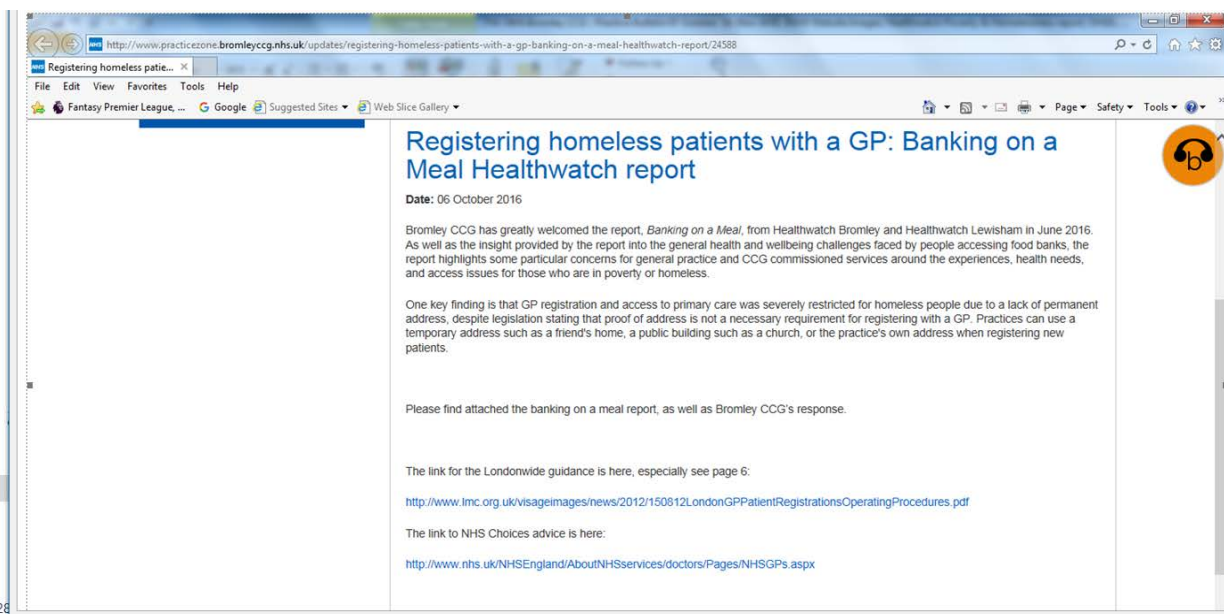 http://www.practicezone.bromleyccg.nhs.uk/updates/registering-homeless-patients-with-a-gp-banking-on-a-meal-healthwatch-report/24588
Registering homeless patie...
File Edit View Favorites Tools Help
Fantasy Premier League, ... Google Suggested Sites Web Slice Gallery Page Safety Tools
Registering homeless patients with a GP: Banking on a
Meal Healthwatch report
Date: 06 October 2016
Bromley CCG has greatly welcomed the report, Banking on a Meal, from Healthwatch Bromley and Healthwatch Lewisham in June 2016.
As well as the insight provided by the report into the general health and wellbeing challenges faced by people accessing food banks, the
report highlights some particular concerns for general practice and CCG commissioned services around the experiences, health needs,
and access issues for those who are in poverty or homeless.
One key finding is that GP registration and access to primary care was severely restricted for homeless people due to a lack of permanent
address, despite legislation stating that proof of address is not a necessary requirement for registering with a GP. Practices can use a
temporary address such as a friend's home, a public building such as a church, or the practice's own address when registering new
patients.
Please find attached the banking on a meal report, as well as Bromley CCG's response.
The link for the Londonwide guidance is here, especially see page 6:
http://www.lmc.org.uk/visageimages/news/2012/150812LondonGPPatientRegistrationsOperatingProcedures.pdf
The link to NHS Choices advice is here:
http://www.nhs.uk/NHSEngland/AboutNHSservices/doctors/Pages/NHSGPs.aspx
28